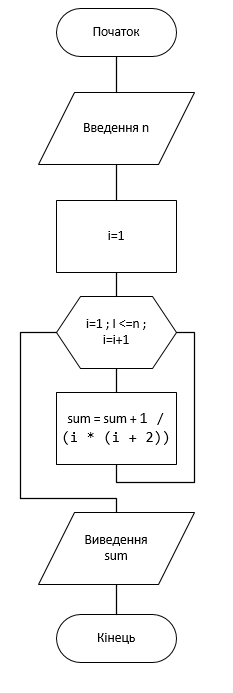 Початок
Введення n
i=1
i=1 ; I <=n ;
i=i+1
sum = sum + 1 /
(i * (i + 2))
Виведення
sum
Кінець